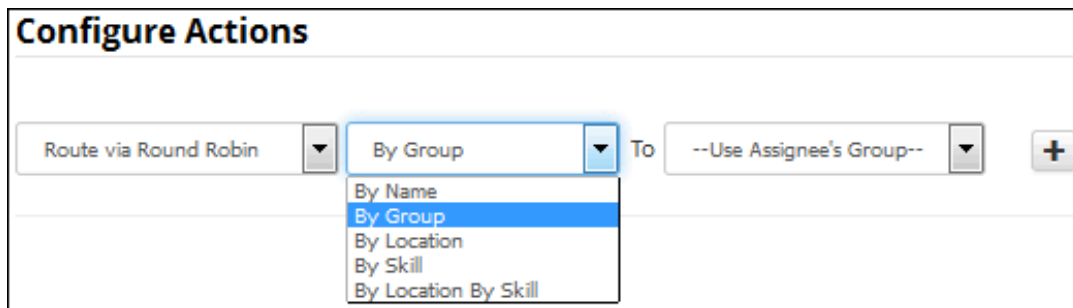 Configure Actions
Route via Round Robin By Group To --Use Assignee's Group-- +
By Name
By Group
By Location
By Skill
By Location By Skill